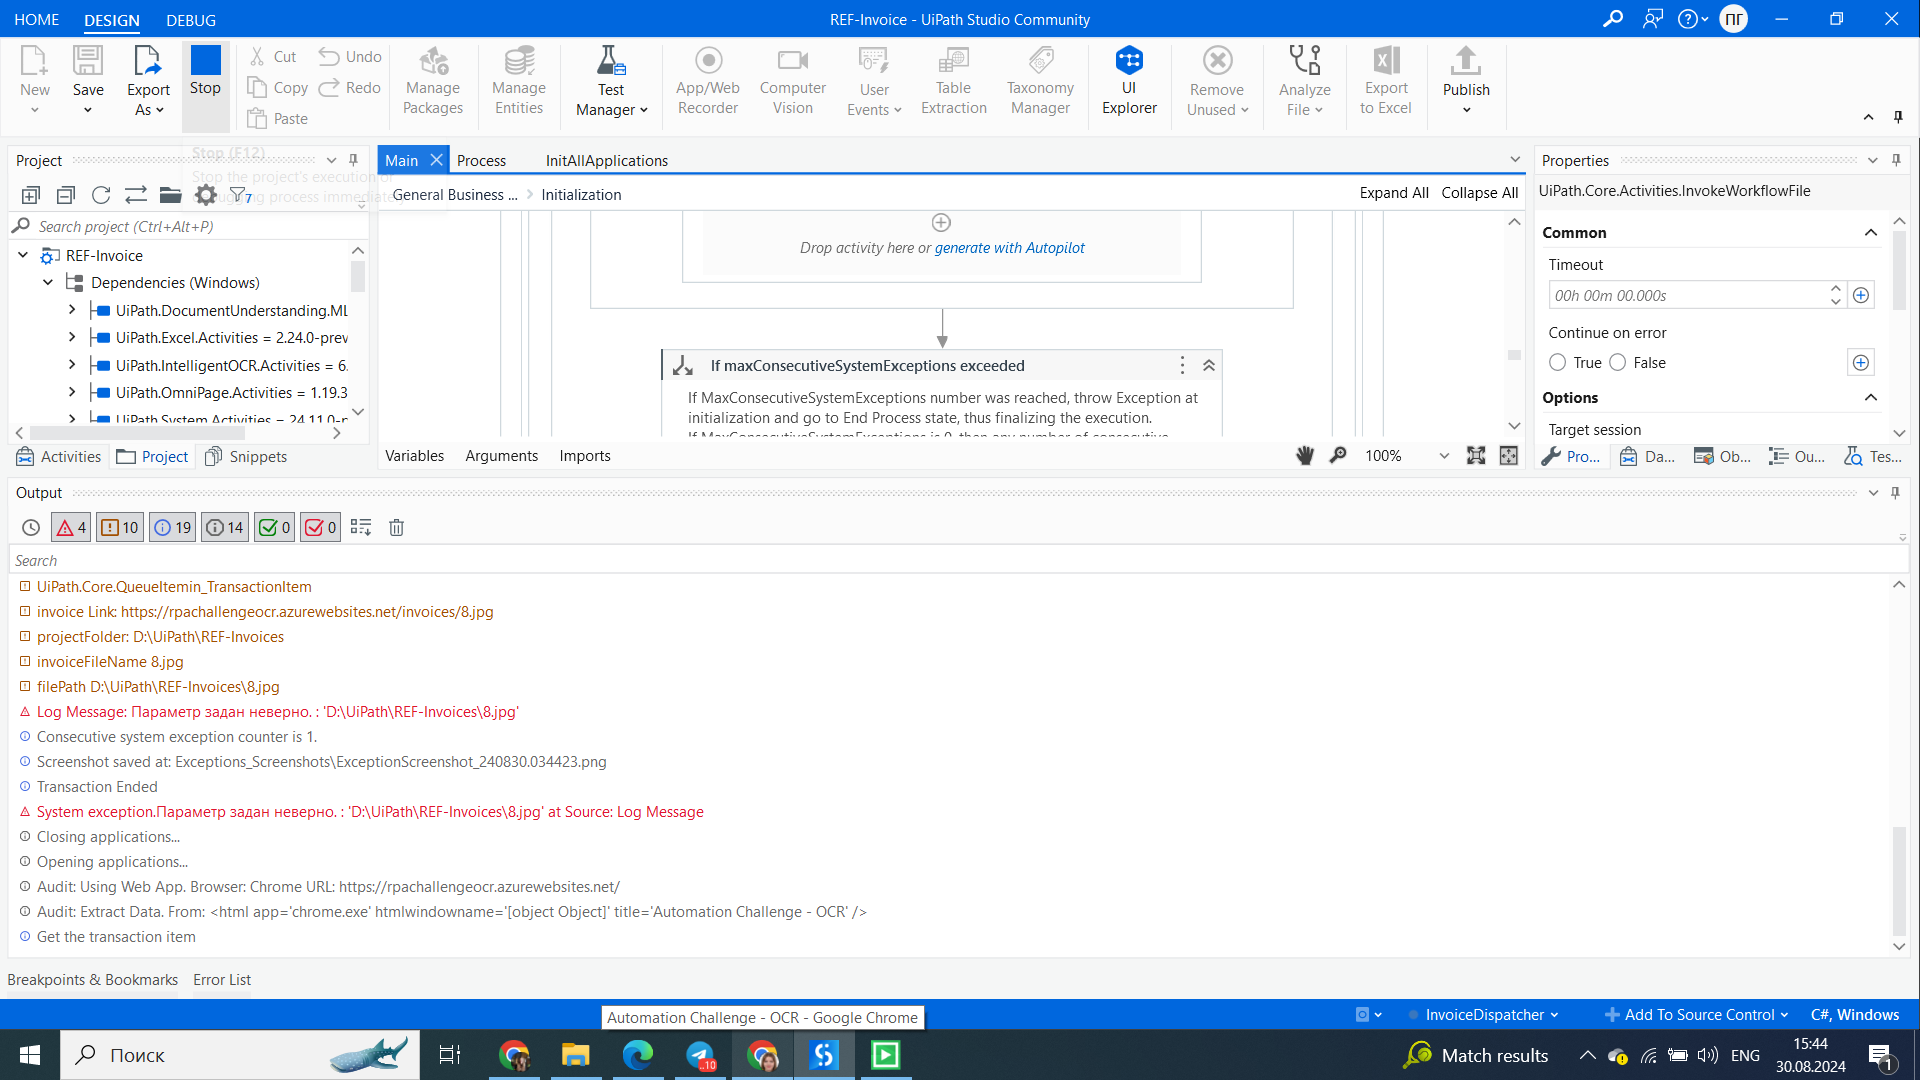 HOME DESIGN DEBUG
REF-Invoice - UiPath Studio Community
ПГ
New
Save
Export As
Stop
Cut
Copy
Paste
Undo
Redo
Manage Packages
Manage Entities
Test Manager
App/Web Recorder
Computer Vision
User Events
Table Extraction
Taxonomy Manager
UI Explorer
Remove Unused
Analyze File
Export to Excel
Publish
Stop (F12)
Stop the project's execution or
Project
7
Search project (Ctrl+Alt+P)
REF-Invoice
Dependencies (Windows)
UiPath.DocumentUnderstanding.ML
UiPath.Excel.Activities = 2.24.0-prev
UiPath.IntelligentOCR.Activities = 6.
UiPath.OmniPage.Activities = 1.19.3
UiPath.System.Activities = 24.11.0-
Activities Project Snippets
Main Process InitAllApplications
General Business ... > Initialization
Expand All Collapse All
Drop activity here or generate with Autopilot
If maxConsecutiveSystemExceptions exceeded
If MaxConsecutiveSystemExceptions number was reached, throw Exception at
initialization and go to End Process state, thus finalizing the execution.
If MaxConsecutiveSystemExceptions is 0, then any number of consecutive
Variables Arguments Imports
100%
Properties
UiPath.Core.Activities.InvokeWorkflowFile
Common
Timeout
00h 00m 00.000s
Continue on error
True False
Options
Target session
Pro... Da... Ob... Ou... Tes...
Output
4 10 19 14 0 0
Search
UiPath.Core.QueueItemin_TransactionItem
invoice Link: https://rpachallengeocr.azurewebsites.net/invoices/8.jpg
projectFolder: D:\UiPath\REF-Invoices
invoiceFileName 8.jpg
filePath D:\UiPath\REF-Invoices\8.jpg
Log Message: Параметр задан неверно. : 'D:\UiPath\REF-Invoices\8.jpg'
Consecutive system exception counter is 1.
Screenshot saved at: Exceptions_Screenshots\ExceptionScreenshot_240830.034423.png
Transaction Ended
System exception.Параметр задан неверно. : 'D:\UiPath\REF-Invoices\8.jpg' at Source: Log Message
Closing applications...
Opening applications...
Audit: Using Web App. Browser: Chrome URL: https://rpachallengeocr.azurewebsites.net/
Audit: Extract Data. From: <html app='chrome.exe' htmlwindowname='[object Object]' title='Automation Challenge - OCR' />
Get the transaction item
Breakpoints & Bookmarks Error List
Automation Challenge - OCR - Google Chrome
InvoiceDispatcher
Add To Source Control
C#, Windows
Поиск
10
Match results
ENG
15:44
30.08.2024
1